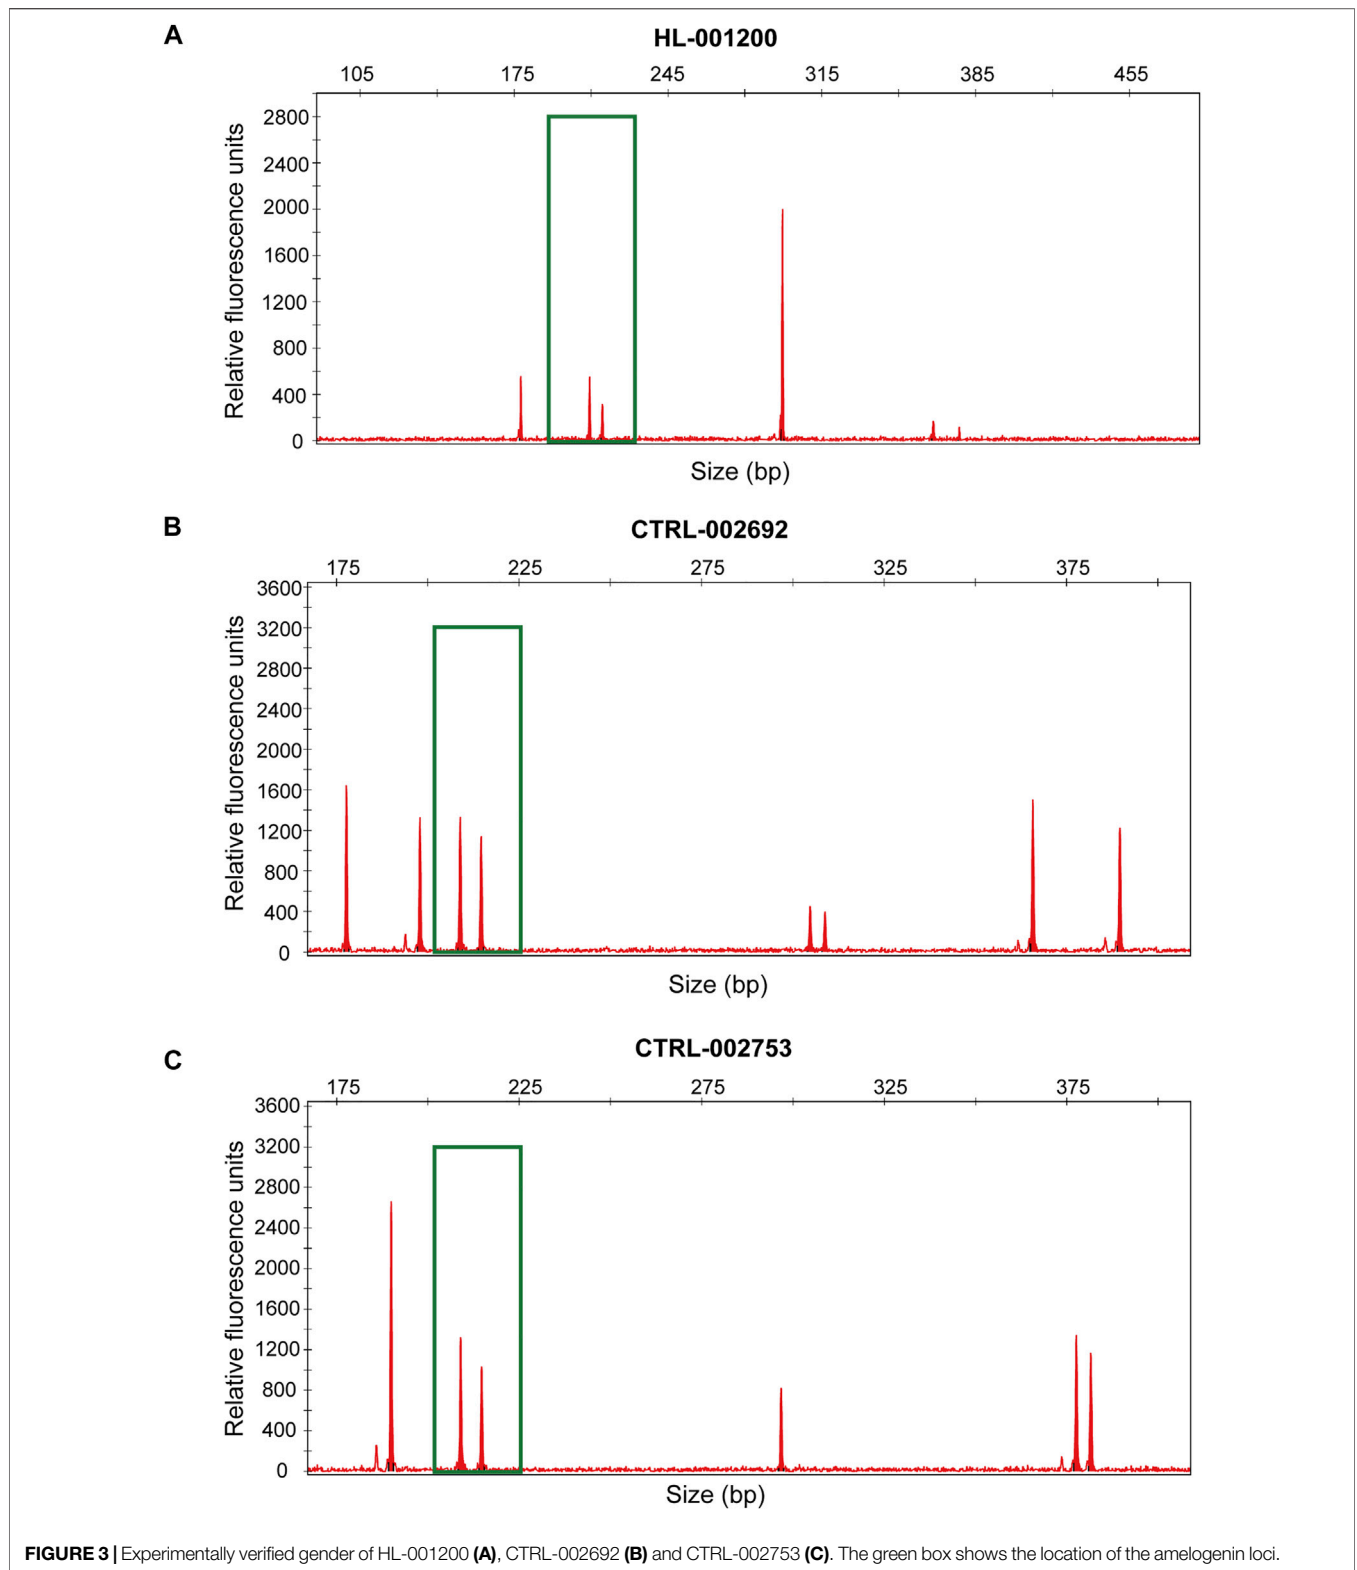 A
HL-001200
105 175 245 315 385 455
2800
2400
2000
1600
1200
800
400
0
Relative fluorescence units
Size (bp)
B
CTRL-002692
175 225 275 325 375
3600
3200
2800
2400
2000
1600
1200
800
400
0
Relative fluorescence units
Size (bp)
C
CTRL-002753
175 225 275 325 375
3600
3200
2800
2400
2000
1600
1200
800
400
0
Relative fluorescence units
Size (bp)
FIGURE 3 | Experimentally verified gender of HL-001200 (A), CTRL-002692 (B) and CTRL-002753 (C). The green box shows the location of the amelogenin loci.